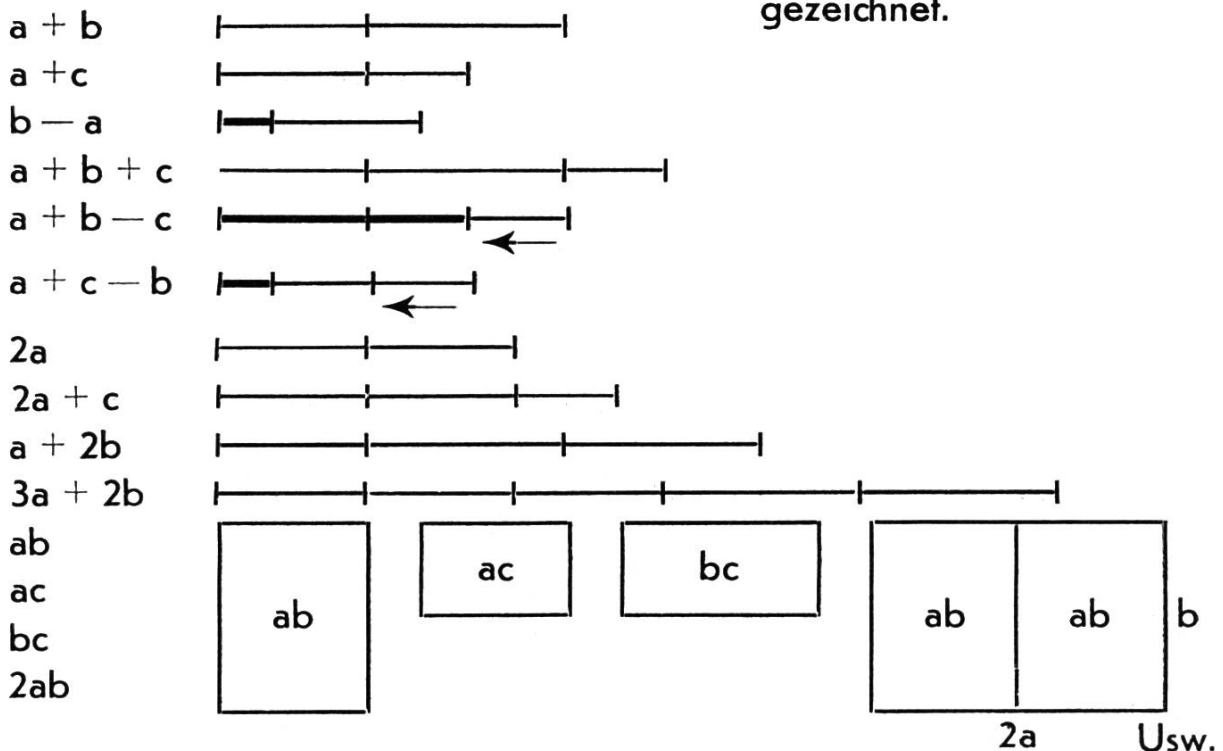 gezeichnet.
a + b
a +c
b — a
a + b + c
a + b — c
a + c — b
2a
2a + c
a + 2b
3a + 2b
ab
ac
bc
2ab
ab
ac
bc
ab ab b
2a Usw.